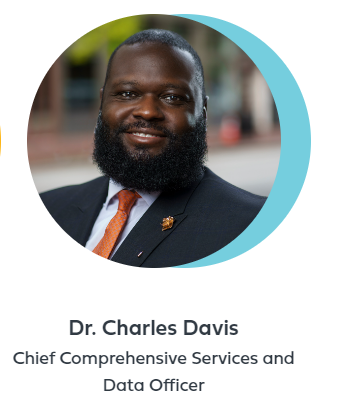 Dr. Charles Davis
Chief Comprehensive Services and
Data Officer